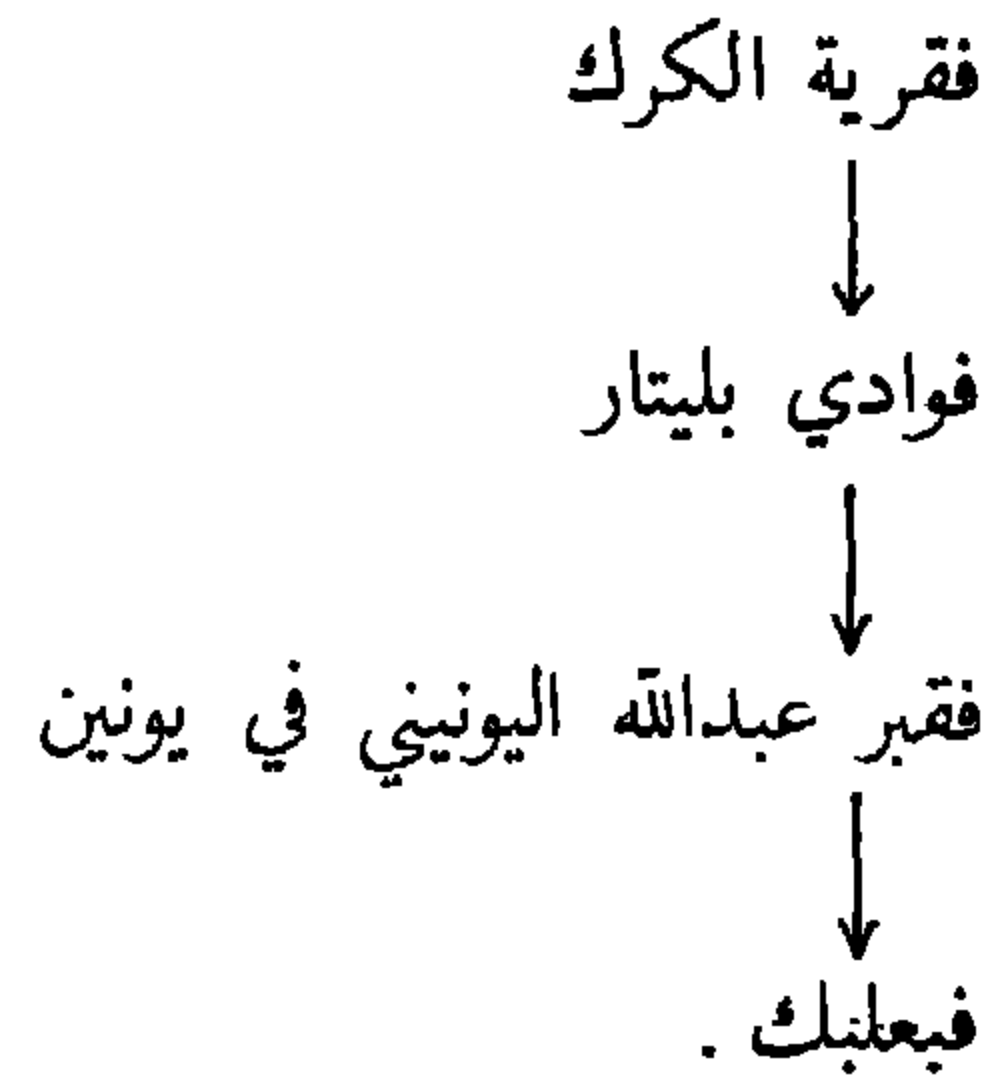 فقرية الكرك
فوادي بليتار
فقبر عبدالله اليونيني في يونين
فبعلبك .